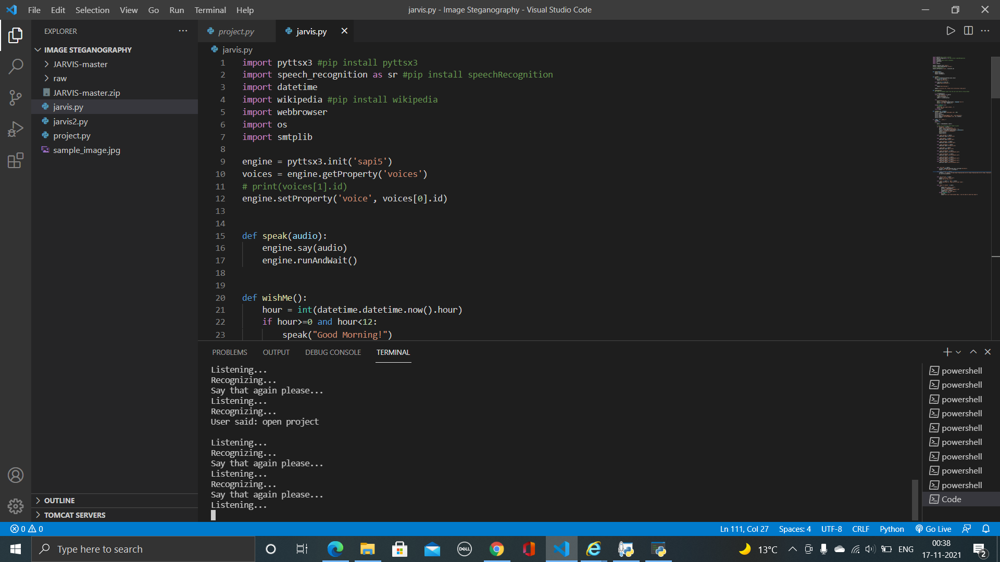 File Edit Selection View Go Run Terminal Help
jarvis.py - Image Steganography - Visual Studio Code
EXPLORER
IMAGE STEGANOGRAPHY
JARVIS-master
raw
JARVIS-master.zip
jarvis.py
jarvis2.py
project.py
sample_image.jpg
OUTLINE
TOMCAT SERVERS
project.py
jarvis.py
jarvis.py
1 import pyttsx3 #pip install pyttsx3
2 import speech_recognition as sr #pip install speechRecognition
3 import datetime
4 import wikipedia #pip install wikipedia
5 import webbrowser
6 import os
7 import smtplib
8
9 engine = pyttsx3.init('sapi5')
10 voices = engine.getProperty('voices')
11 # print(voices[1].id)
12 engine.setProperty('voice', voices[0].id)
13
14
15 def speak(audio):
16 engine.say(audio)
17 engine.runAndWait()
18
19
20 def wishMe():
21 hour = int(datetime.datetime.now().hour)
22 if hour>=0 and hour<12:
23 speak("Good Morning!")
PROBLEMS OUTPUT DEBUG CONSOLE TERMINAL
Listening...
Recognizing...
Say that again please...
Listening...
Recognizing...
User said: open project
Listening...
Recognizing...
Say that again please...
Listening...
Recognizing...
Say that again please...
Listening...
powershell
powershell
powershell
powershell
powershell
powershell
powershell
powershell
powershell
Code
0 0
Ln 111, Col 27 Spaces: 4 UTF-8 CRLF Python Go Live
Type here to search
DELL
13°C
ENG
00:38
17-11-2021
2